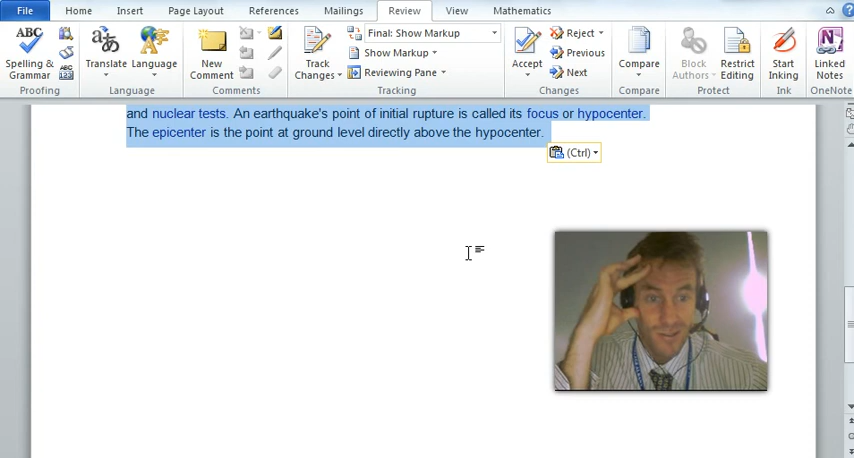 File Home Insert Page Layout References Mailings Review View Mathematics
ABC Spelling & Grammar
ABC 123
Proofing
Translate Language
Language
New Comment
Comments
Track Changes
Final: Show Markup
Show Markup
Reviewing Pane
Tracking
Accept
Reject
Previous
Next
Changes
Compare
Compare
Block Authors
Restrict Editing
Protect
Start Inking
Ink
Linked Notes
OneNote
and nuclear tests. An earthquake's point of initial rupture is called its focus or hypocenter.
The epicenter is the point at ground level directly above the hypocenter.
(Ctrl)